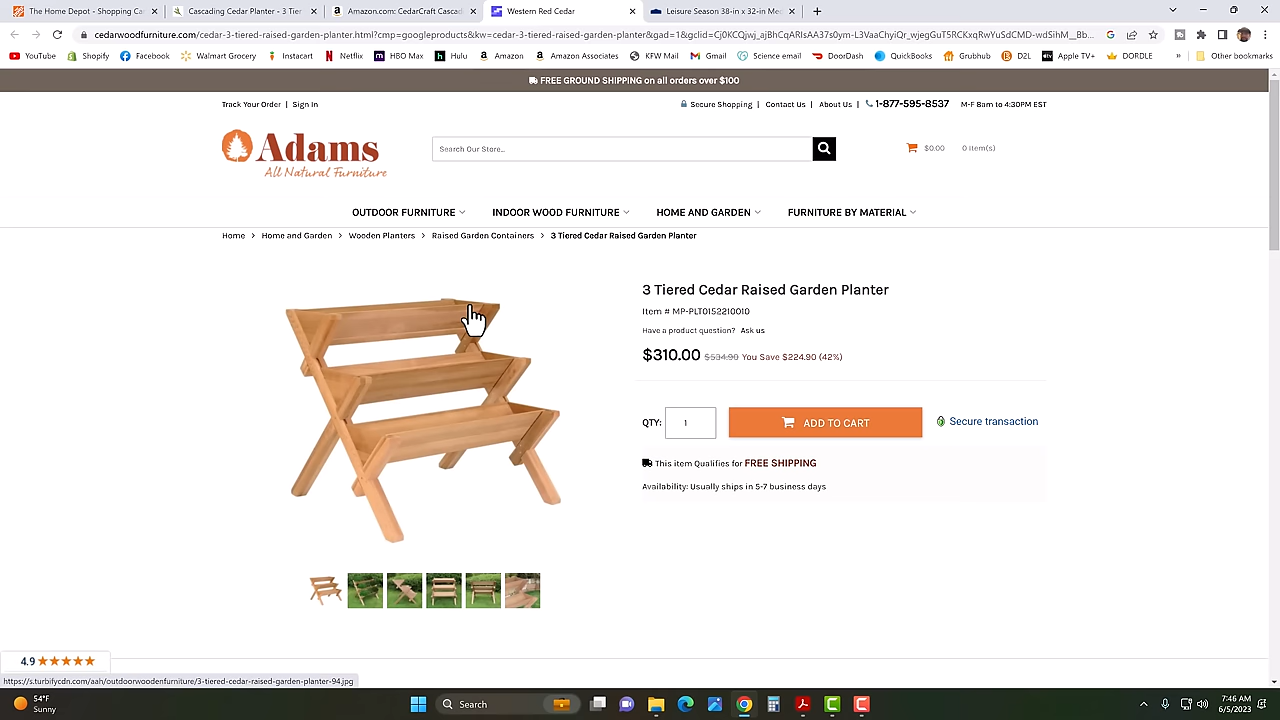 The Home Depot - Shopping Ca
Cascading Cedar Planter - 3 Tier
Amazon.com: CedarCraft Cascad
Western Red Cedar
Leisure Season 38-in x 32-in Med
cedarwoodfurniture.com/cedar-3-tiered-raised-garden-planter.html?cmp=googleproducts&kw=cedar-3-tiered-raised-garden-planter&gad=1&gclid=
YouTube Shopify Facebook Walmart Grocery Instacart Netflix HBO Max Hulu Amazon Amazon Associates KFW Mail Gmail Science email DoorDash QuickBooks Grubhub D2L Apple TV+ DORDLE » Other bookmarks
FREE GROUND SHIPPING on all orders over $100
Track Your Order | Sign In
Secure Shopping | Contact Us | About Us | 1-877-595-8537 M-F 8am to 4:30PM EST
Adams
All Natural Furniture
Search Our Store...
$0.00 0 item(s)
OUTDOOR FURNITURE INDOOR WOOD FURNITURE HOME AND GARDEN FURNITURE BY MATERIAL
Home > Home and Garden > Wooden Planters > Raised Garden Containers > 3 Tiered Cedar Raised Garden Planter
3 Tiered Cedar Raised Garden Planter
Item # MP-PLT0152210010
Have a product question? Ask us
$310.00 $534.90 You Save $224.90 (42%)
QTY: 1 ADD TO CART Secure transaction
This item Qualifies for FREE SHIPPING
Availability: Usually ships in 5-7 business days
4.9
https://s.turbifycdn.com/aah/outdoorwoodenfurniture/3-tiered-cedar-raised-garden-planter-94.jpg
54°F
Sunny
Search
7:46 AM
6/5/2023